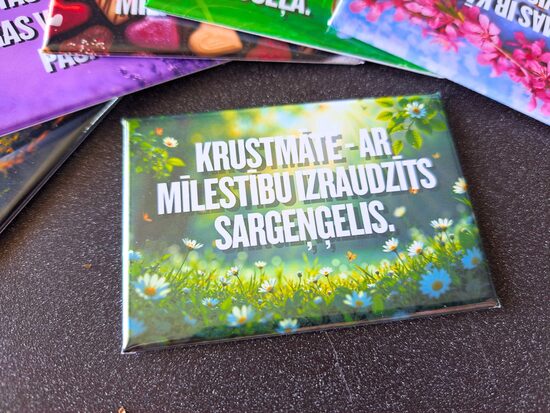 KRUSTMĀTE - AR
MĪLESTĪBU IZRAUDZĪTS
SARGEŅĢELIS.